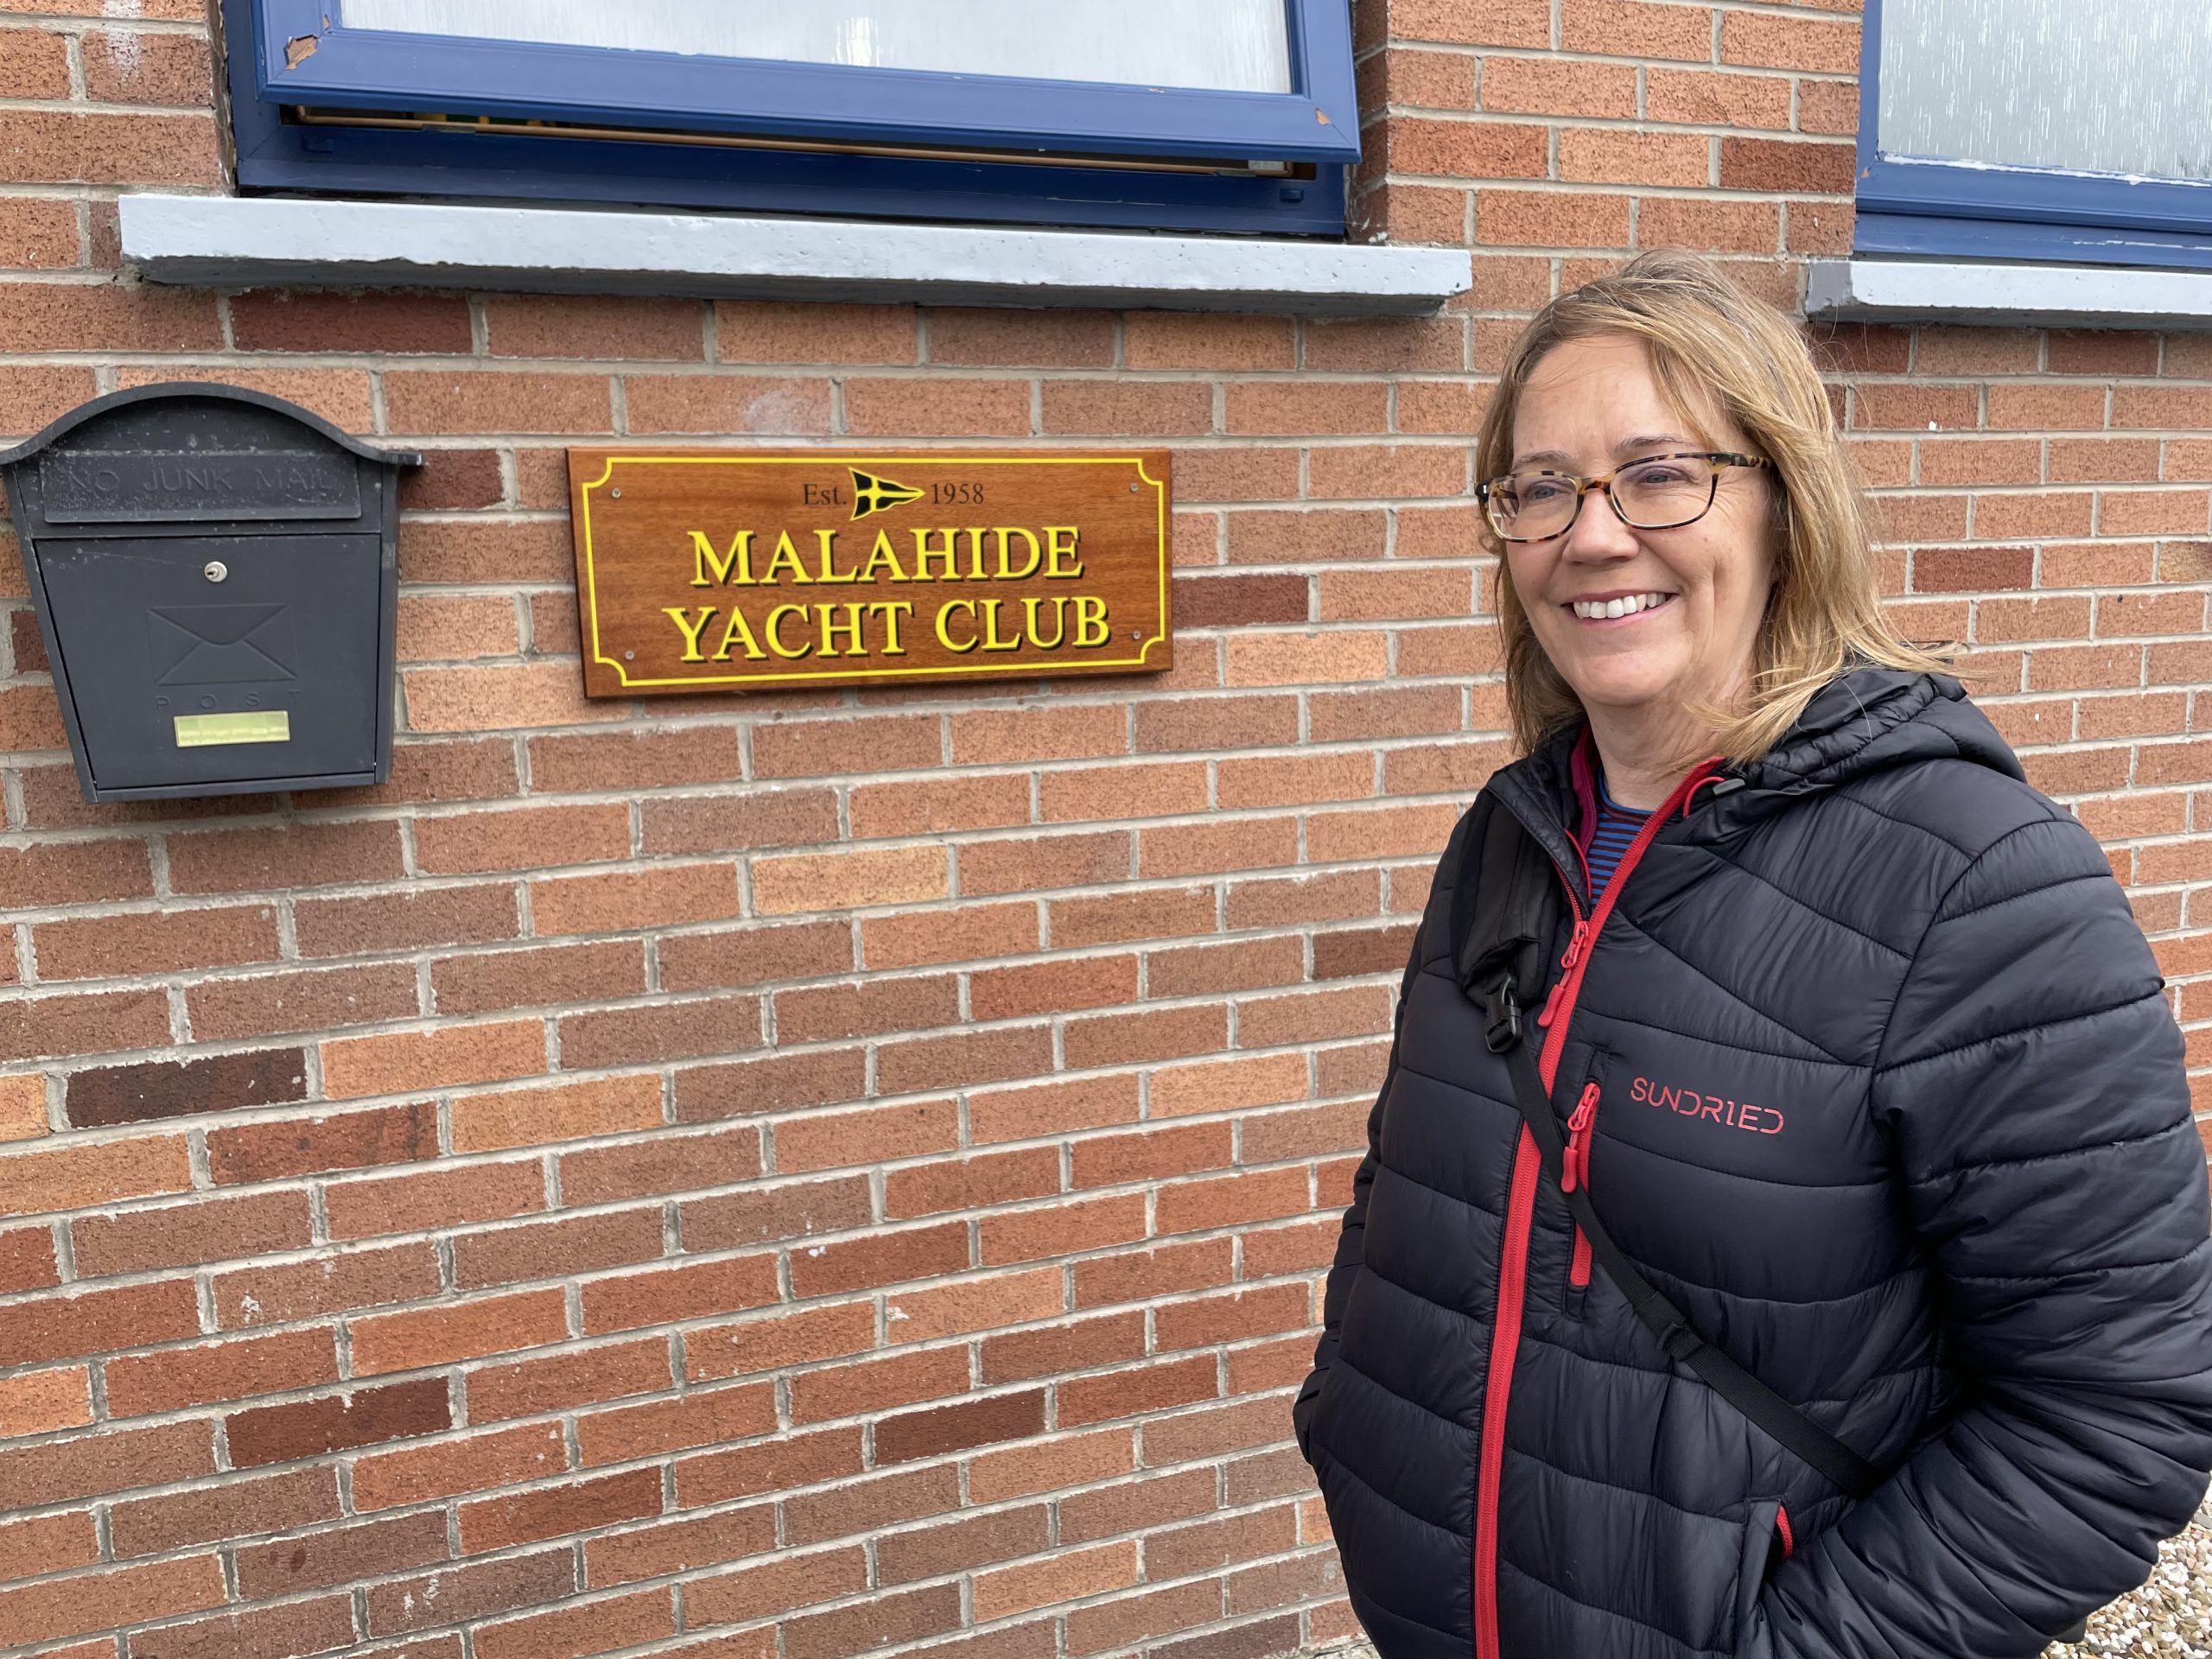 NO JUNK MAIL
POST
Est. 1958
MALAHIDE
YACHT CLUB
SUNDRIED